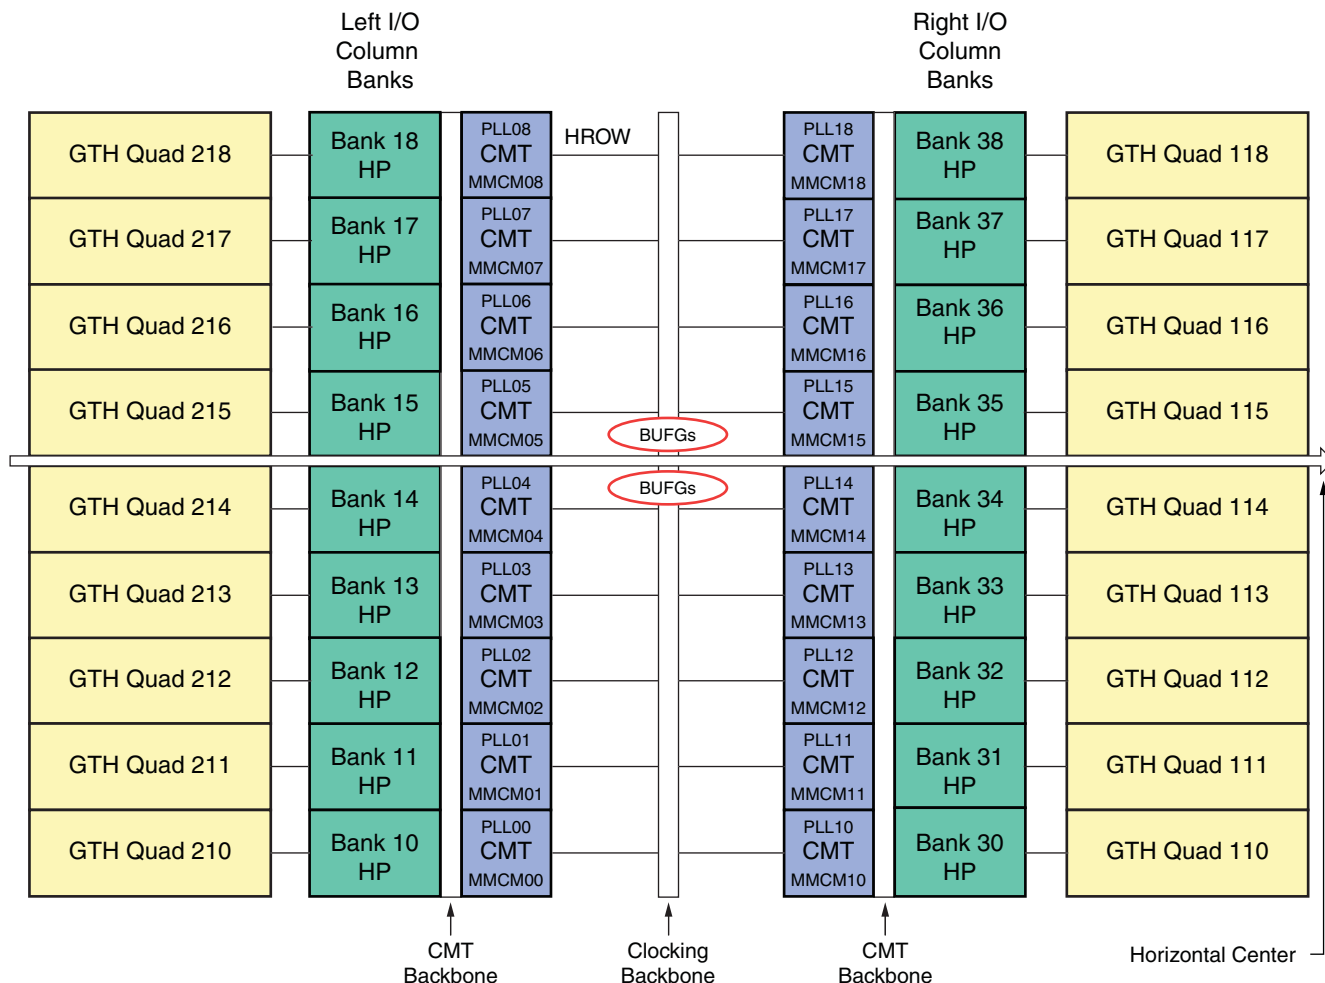 Left I/O
Column
Banks
Right I/O
Column
Banks
GTH Quad 218
Bank 18
HP
PLL08
CMT
MMCM08
HROW
PLL18
CMT
MMCM18
Bank 38
HP
GTH Quad 118
GTH Quad 217
Bank 17
HP
PLL07
CMT
MMCM07
PLL17
CMT
MMCM17
Bank 37
HP
GTH Quad 117
GTH Quad 216
Bank 16
HP
PLL06
CMT
MMCM06
PLL16
CMT
MMCM16
Bank 36
HP
GTH Quad 116
GTH Quad 215
Bank 15
HP
PLL05
CMT
MMCM05
BUFGs
PLL15
CMT
MMCM15
Bank 35
HP
GTH Quad 115
GTH Quad 214
Bank 14
HP
PLL04
CMT
MMCM04
BUFGs
PLL14
CMT
MMCM14
Bank 34
HP
GTH Quad 114
GTH Quad 213
Bank 13
HP
PLL03
CMT
MMCM03
PLL13
CMT
MMCM13
Bank 33
HP
GTH Quad 113
GTH Quad 212
Bank 12
HP
PLL02
CMT
MMCM02
PLL12
CMT
MMCM12
Bank 32
HP
GTH Quad 112
GTH Quad 211
Bank 11
HP
PLL01
CMT
MMCM01
PLL11
CMT
MMCM11
Bank 31
HP
GTH Quad 111
GTH Quad 210
Bank 10
HP
PLL00
CMT
MMCM00
PLL10
CMT
MMCM10
Bank 30
HP
GTH Quad 110
CMT
Backbone
Clocking
Backbone
CMT
Backbone
Horizontal Center